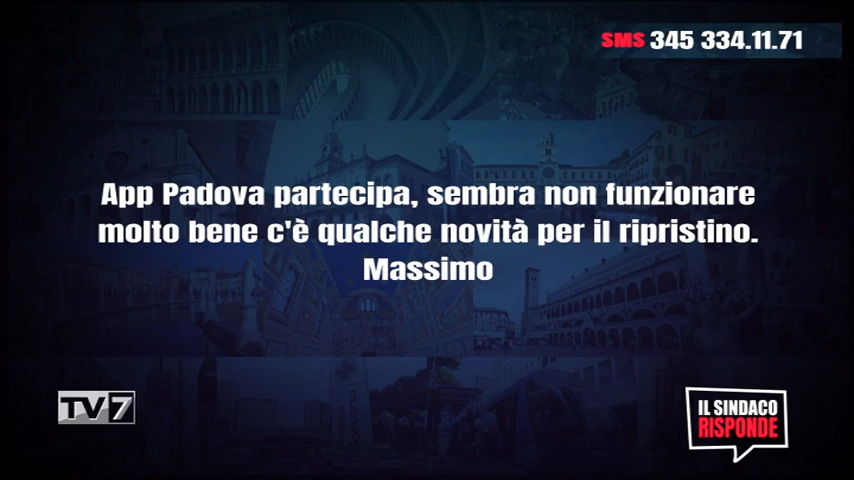 SMS 345 334.11.71
App Padova partecipa, sembra non funzionare
molto bene c'è qualche novità per il ripristino.
Massimo
TV7
IL SINDACO
RISPONDE